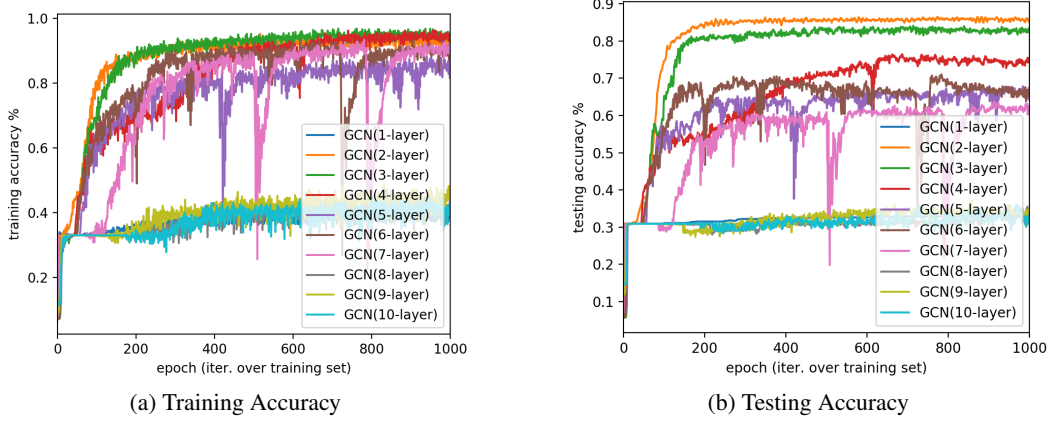 training accuracy %
1.0
0.8
0.6
0.4
0.2
0
200
400
600
800
1000
epoch (iter. over training set)
GCN(1-layer)
GCN(2-layer)
GCN(3-layer)
GCN(4-layer)
GCN(5-layer)
GCN(6-layer)
GCN(7-layer)
GCN(8-layer)
GCN(9-layer)
GCN(10-layer)
(a) Training Accuracy
testing accuracy %
0.9
0.8
0.7
0.6
0.5
0.4
0.3
0.2
0.1
0
200
400
600
800
1000
epoch (iter. over training set)
GCN(1-layer)
GCN(2-layer)
GCN(3-layer)
GCN(4-layer)
GCN(5-layer)
GCN(6-layer)
GCN(7-layer)
GCN(8-layer)
GCN(9-layer)
GCN(10-layer)
(b) Testing Accuracy